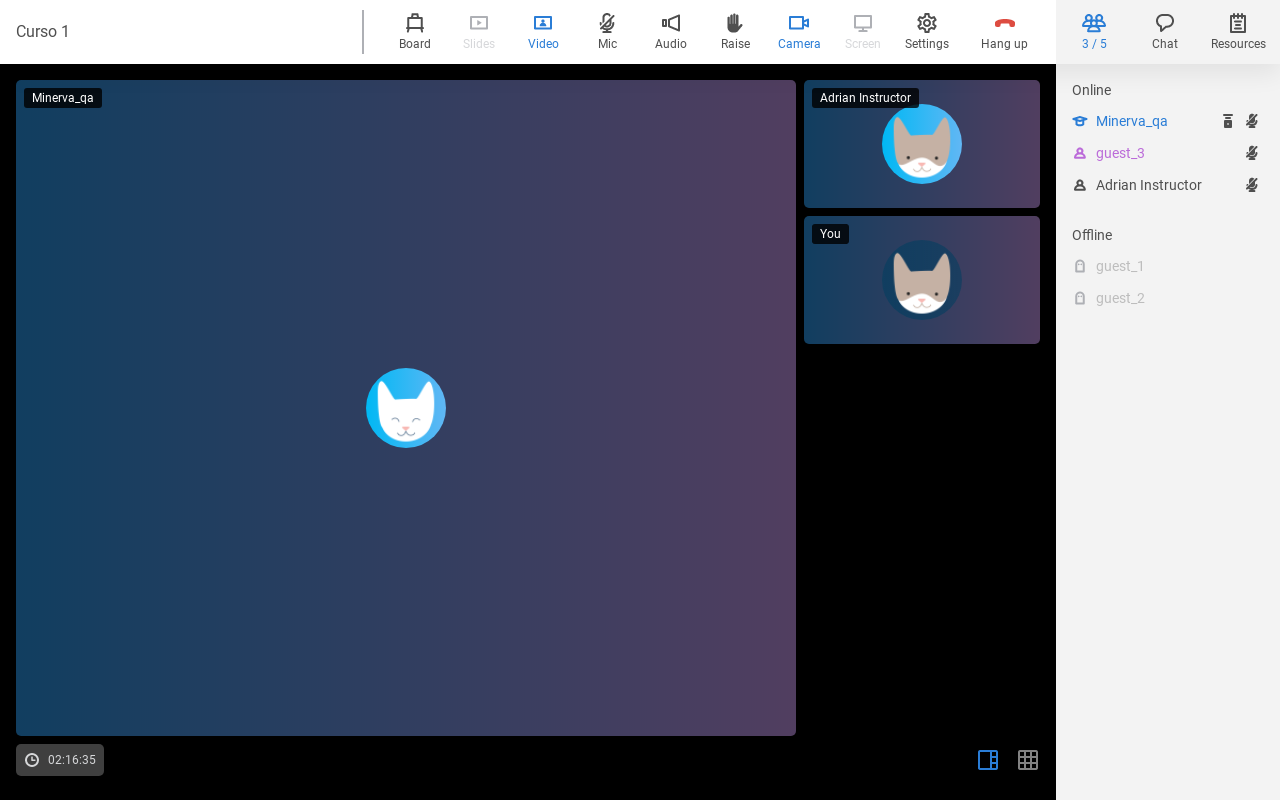 Curso 1
Board
Slides
Video
Mic
Audio
Raise
Camera
Screen
Settings
Hang up
3 / 5
Chat
Resources
Minerva_qa
Adrian Instructor
You
02:16:35
Online
Minerva_qa
guest_3
Adrian Instructor
Offline
guest_1
guest_2